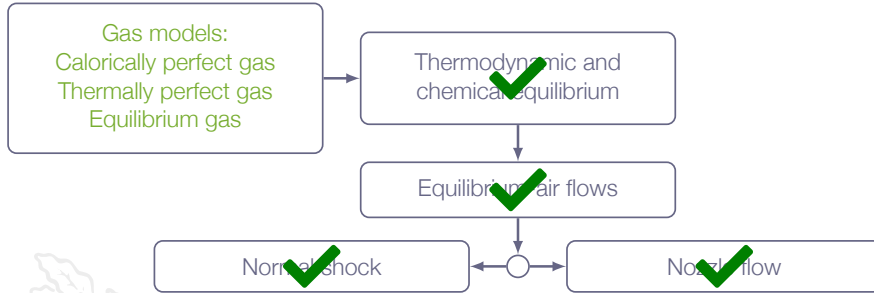 Gas models:
Calorically perfect gas
Thermally perfect gas
Equilibrium gas
Thermodynamic and
chemical equilibrium
Equilibrium air flows
Normal shock
Nozzle flow